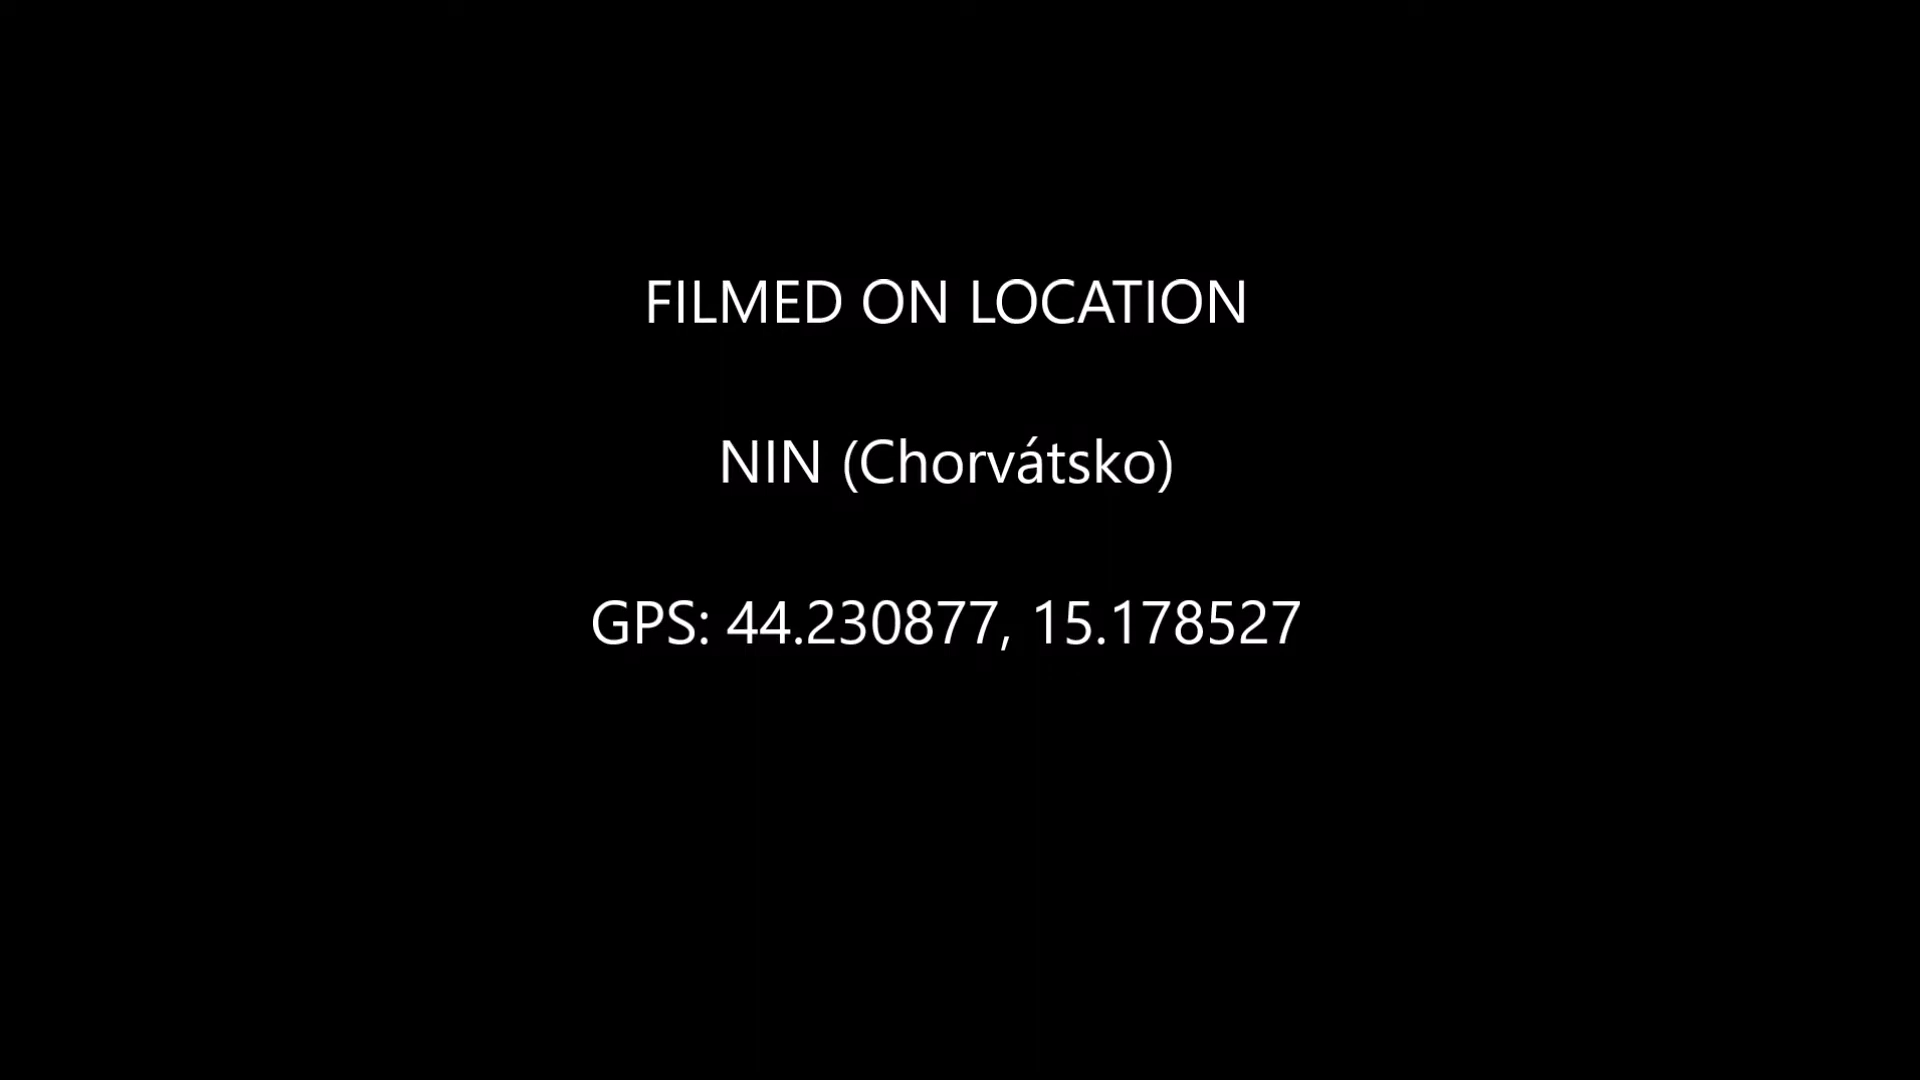 FILMED ON LOCATION
NIN (Chorvátsko)
GPS: 44.230877, 15.178527